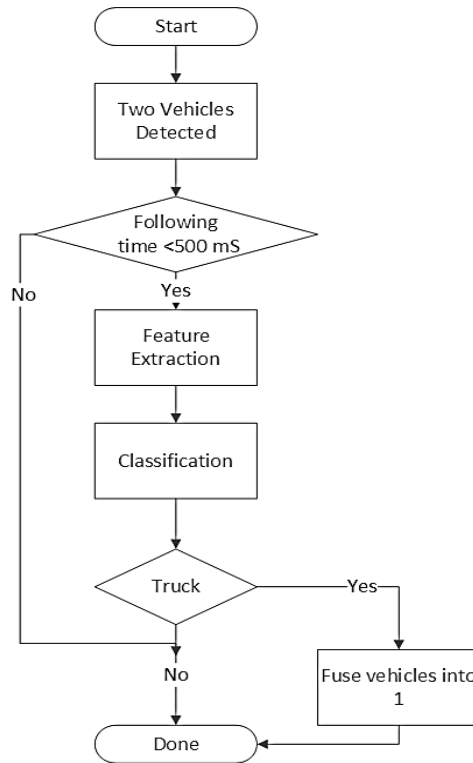 Start
Two Vehicles
Detected
Following
time <500 mS
No
Yes
Feature
Extraction
Classification
Truck
Yes
No
Fuse vehicles into
1
Done